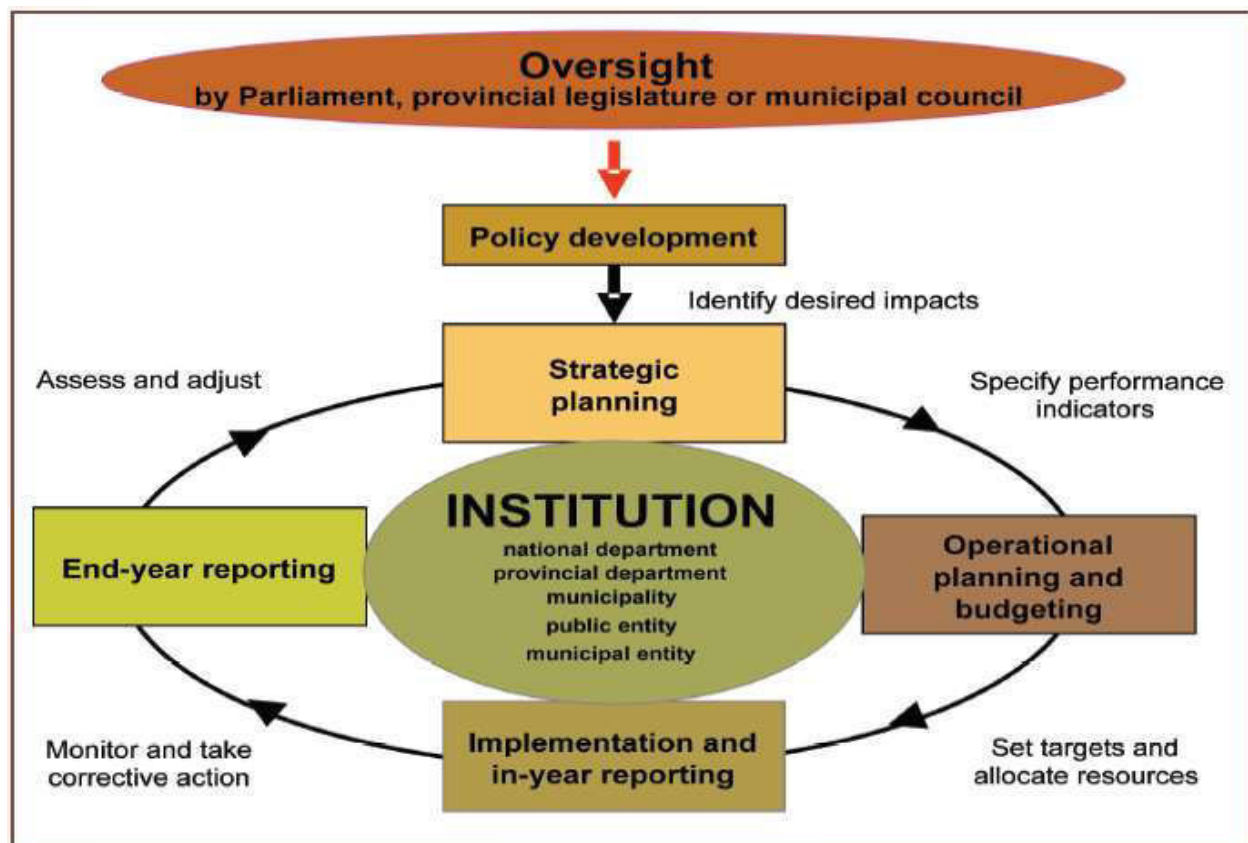 Oversight
by Parliament, provincial legislature or municipal council
Policy development
Identify desired impacts
Strategic
planning
Assess and adjust
Specify performance
indicators
INSTITUTION
national department
provincial department
municipality
public entity
municipal entity
End-year reporting
Operational
planning and
budgeting
Implementation and
in-year reporting
Monitor and take
corrective action
Set targets and
allocate resources